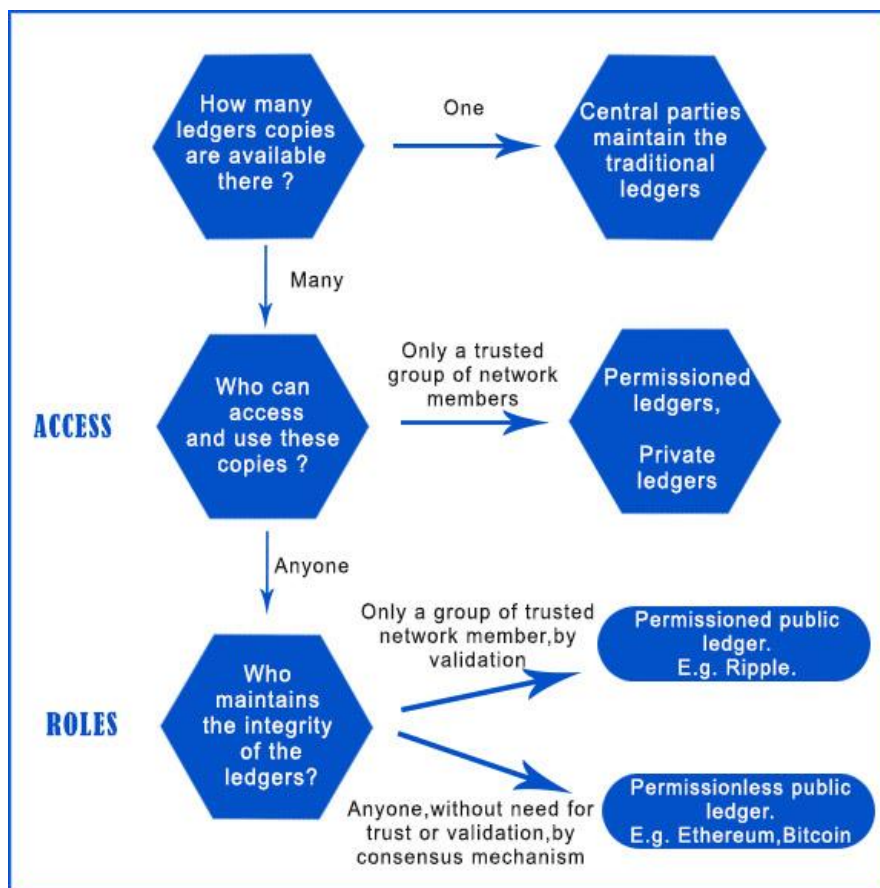 How many
ledgers copies
are available
there ?
One
Central parties
maintain the
traditional
ledgers
Many
ACCESS
Who can
access
and use these
copies ?
Only a trusted
group of network
members
Permissioned
ledgers,
Private
ledgers
Anyone
ROLES
Who
maintains
the integrity
of the
ledgers?
Only a group of trusted
network member,by
validation
Permissioned public
ledger.
E.g. Ripple.
Anyone,without need for
trust or validation,by
consensus mechanism
Permissionless public
ledger.
E.g. Ethereum,Bitcoin